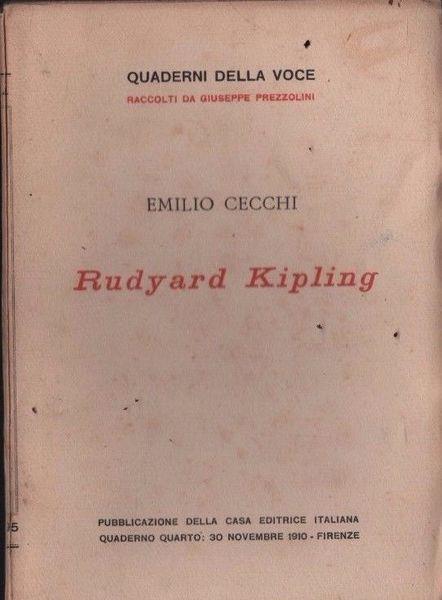 QUADERNI DELLA VOCE
RACCOLTI DA GIUSEPPE PREZZOLINI
EMILIO CECCHI
Rudyard Kipling
5
PUBBLICAZIONE DELLA CASA EDITRICE ITALIANA
QUADERNO QUARTO: 30 NOVEMBRE 1910 - FIRENZE